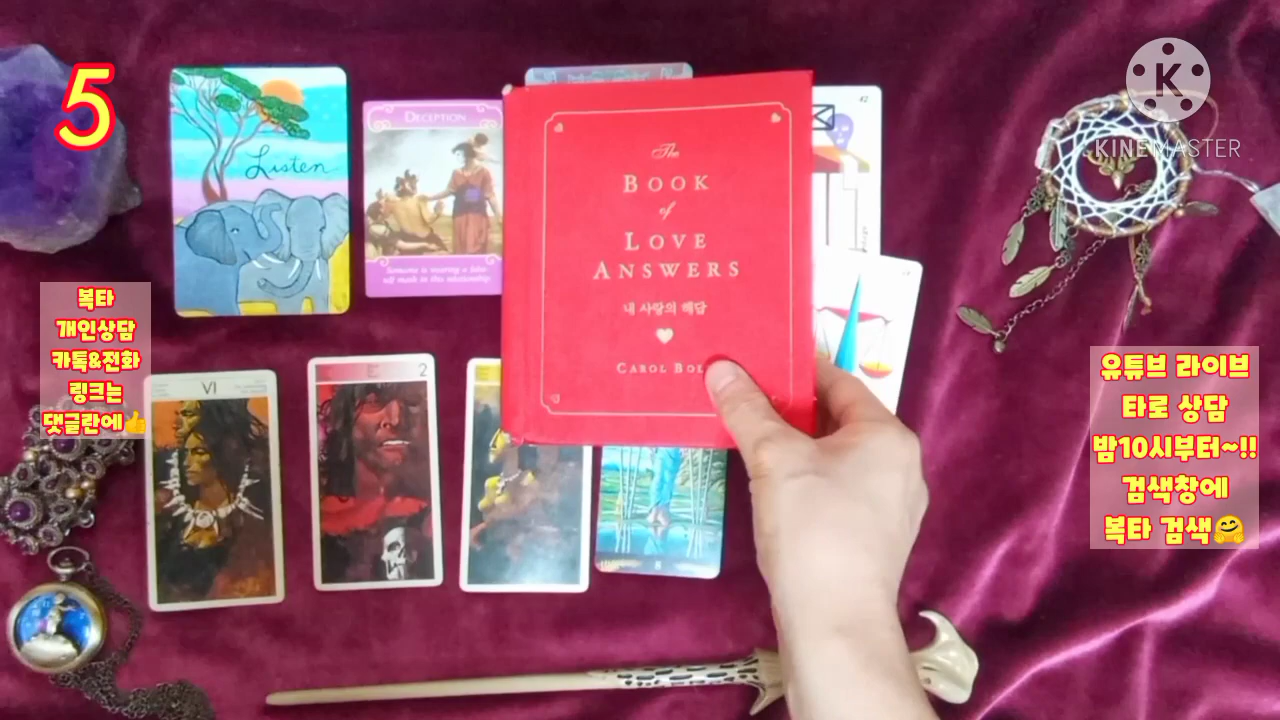 5
Listen
DECEPTION
Someone is wearing a false-
self mask in this relationship.
The
BOOK
of
LOVE
ANSWERS
내 사랑의 해답
CAROL BOL
42
K
KINEMASTER
복타
개인상담
카톡&전화
링크는
댓글란에👍
유튜브 라이브
타로 상담
밤10시부터~!!
검색창에
복타 검색🤗
VI
E 2
8